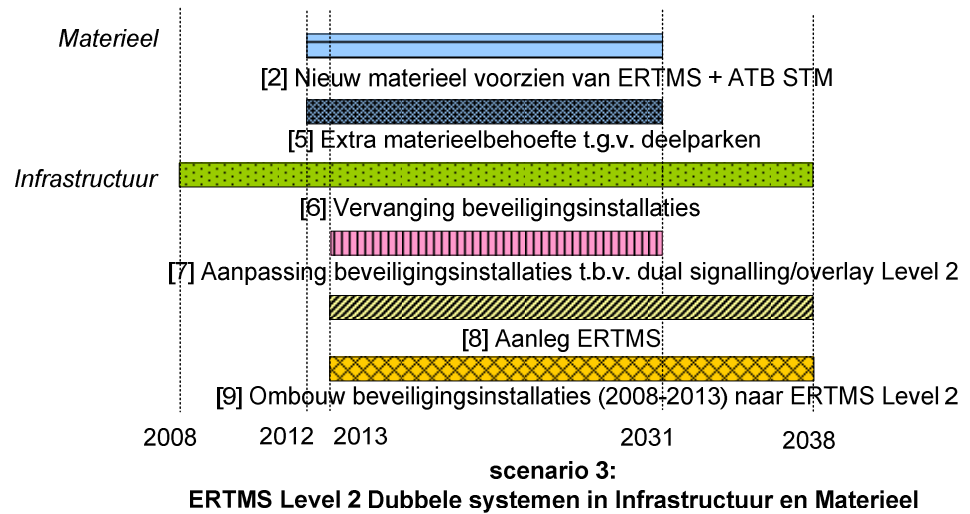 Materieel
[2] Nieuw materieel voorzien van ERTMS + ATB STM
[5] Extra materieelbehoefte t.g.v. deelparken
Infrastructuur
[6] Vervanging beveiligingsinstallaties
[7] Aanpassing beveiligingsinstallaties t.b.v. dual signalling/overlay Level 2
[8] Aanleg ERTMS
[9] Ombouw beveiligingsinstallaties (2008-2013) naar ERTMS Level 2
2008 2012 2013 2031 2038
scenario 3:
ERTMS Level 2 Dubbele systemen in Infrastructuur en Materieel